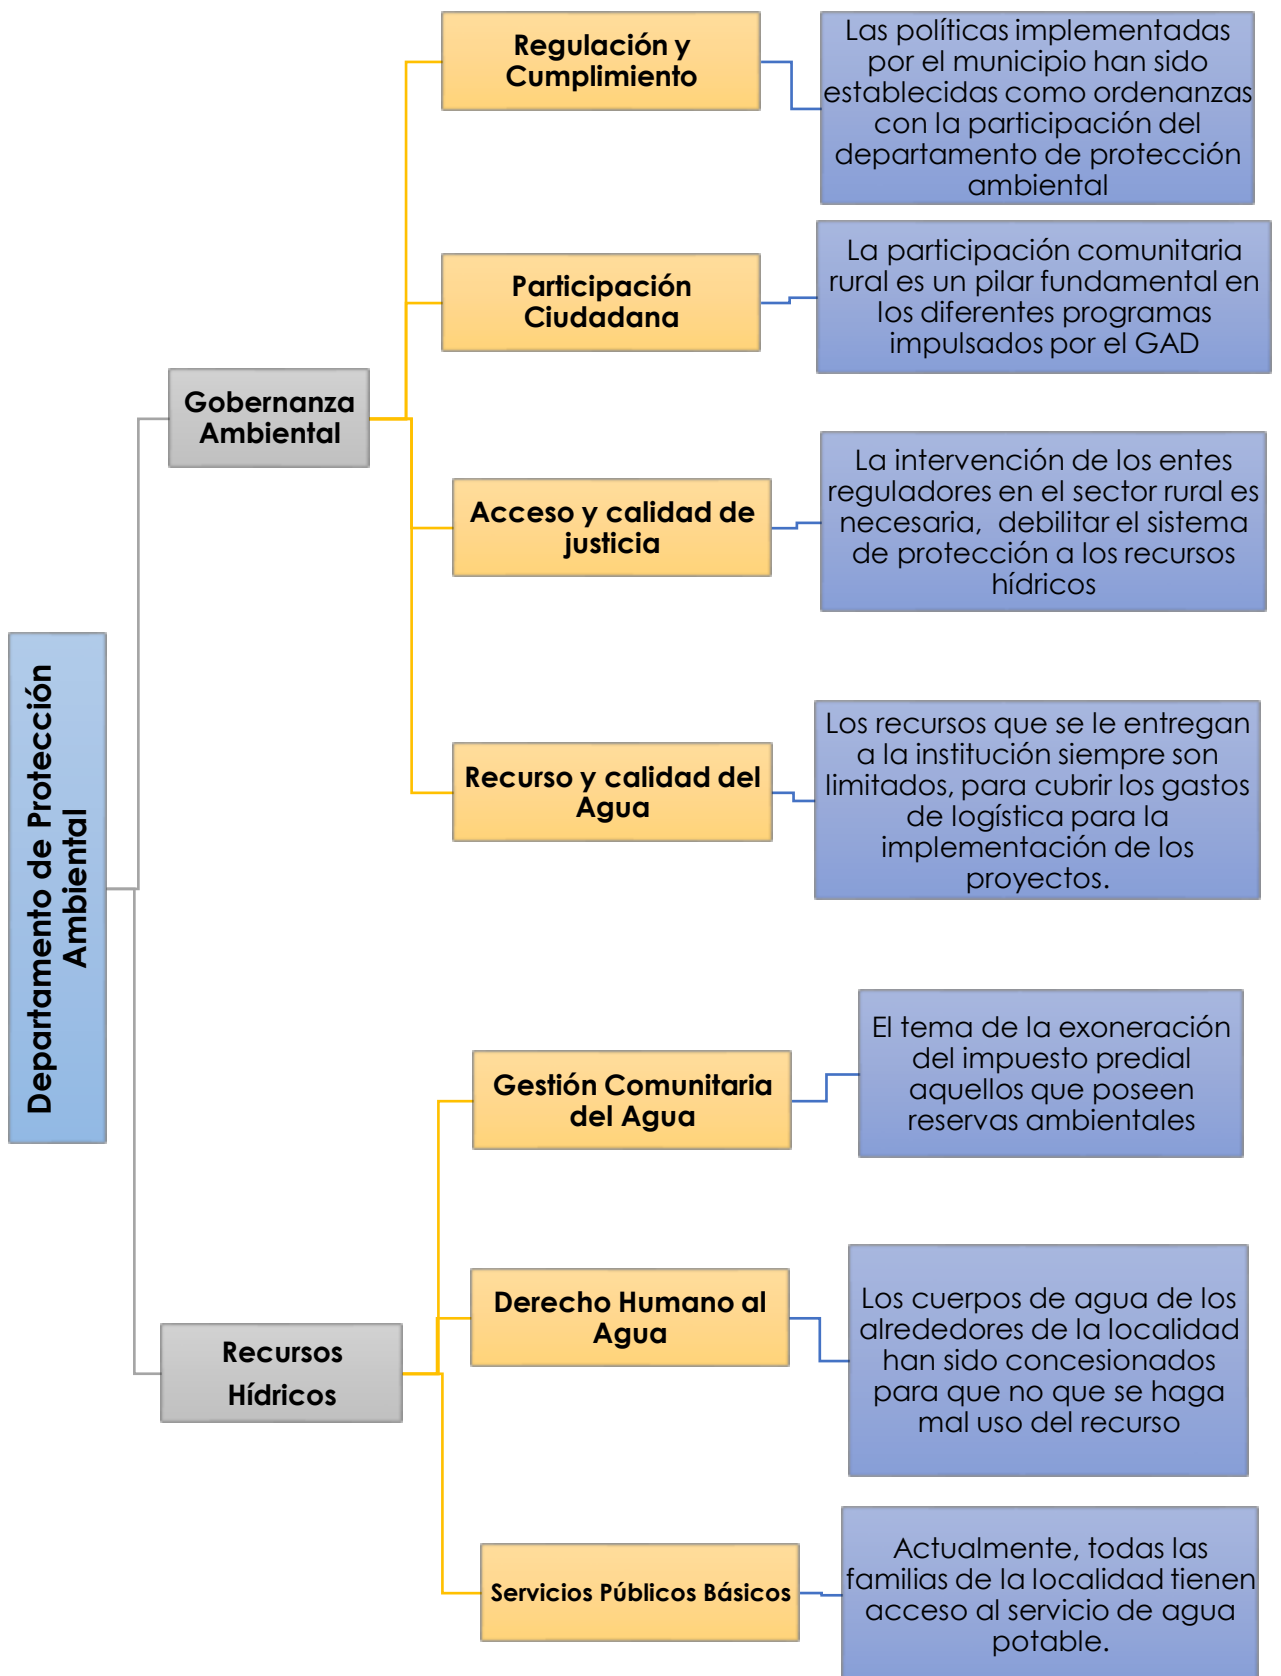 Departamento de Protección
Ambiental
Gobernanza
Ambiental
Regulación y
Cumplimiento
Las políticas implementadas
por el municipio han sido
establecidas como ordenanzas
con la participación del
departamento de protección
ambiental
Participación
Ciudadana
La participación comunitaria
rural es un pilar fundamental en
los diferentes programas
impulsados por el GAD
Acceso y calidad de
justicia
La intervención de los entes
reguladores en el sector rural es
necesaria, debilitar el sistema
de protección a los recursos
hídricos
Recurso y calidad del
Agua
Los recursos que se le entregan
a la institución siempre son
limitados, para cubrir los gastos
de logística para la
implementación de los
proyectos.
Recursos
Hídricos
Gestión Comunitaria
del Agua
El tema de la exoneración
del impuesto predial
aquellos que poseen
reservas ambientales
Derecho Humano al
Agua
Los cuerpos de agua de los
alrededores de la localidad
han sido concesionados
para que no que se haga
mal uso del recurso
Servicios Públicos Básicos
Actualmente, todas las
familias de la localidad tienen
acceso al servicio de agua
potable.